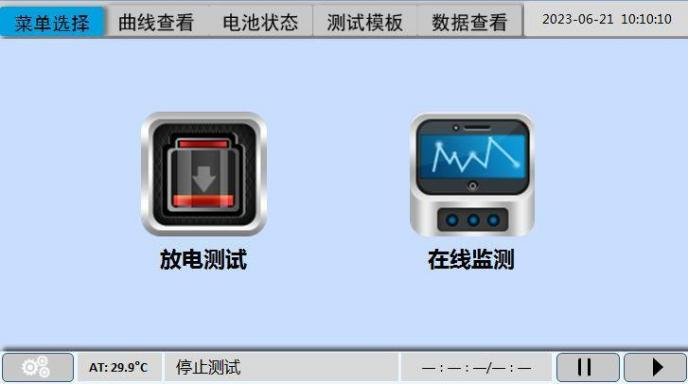 菜单选择 曲线查看 电池状态 测试模板 数据查看 2023-06-21 10:10:10
放电测试 在线监测
AT: 29.9°C 停止测试 — : — : —/— : —